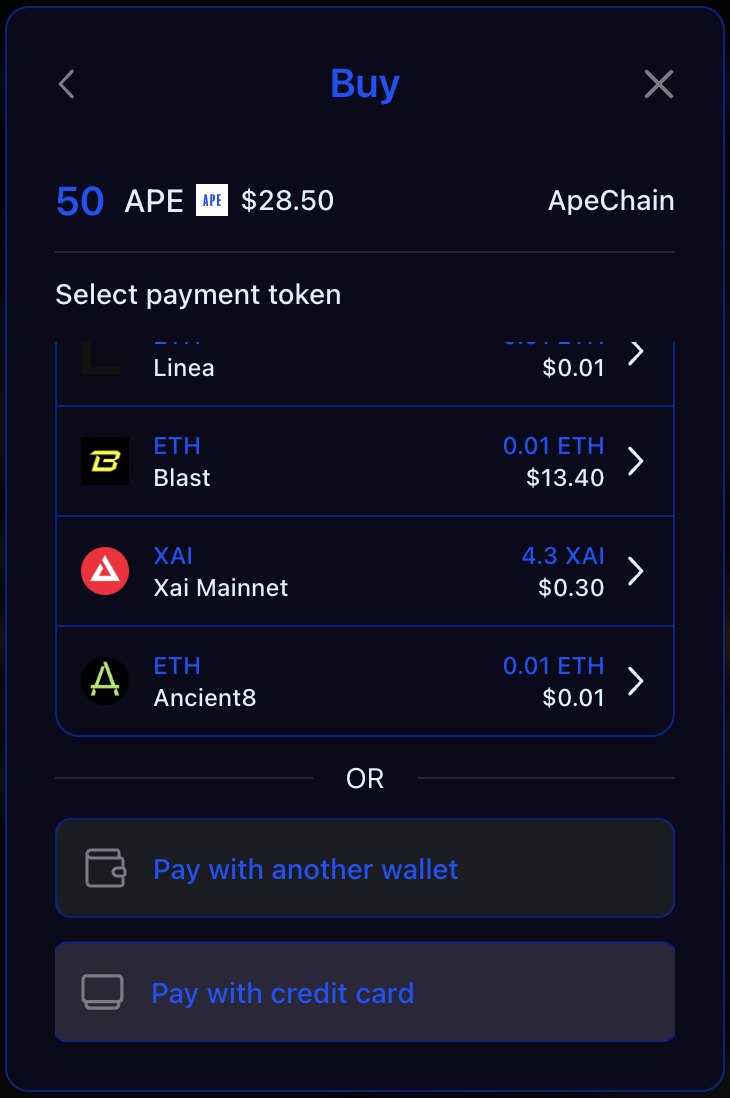 Buy
50 APE APE $28.50 ApeChain
Select payment token
Linea $0.01
ETH 0.01 ETH
Blast $13.40
XAI 4.3 XAI
Xai Mainnet $0.30
ETH 0.01 ETH
Ancient8 $0.01
OR
Pay with another wallet
Pay with credit card